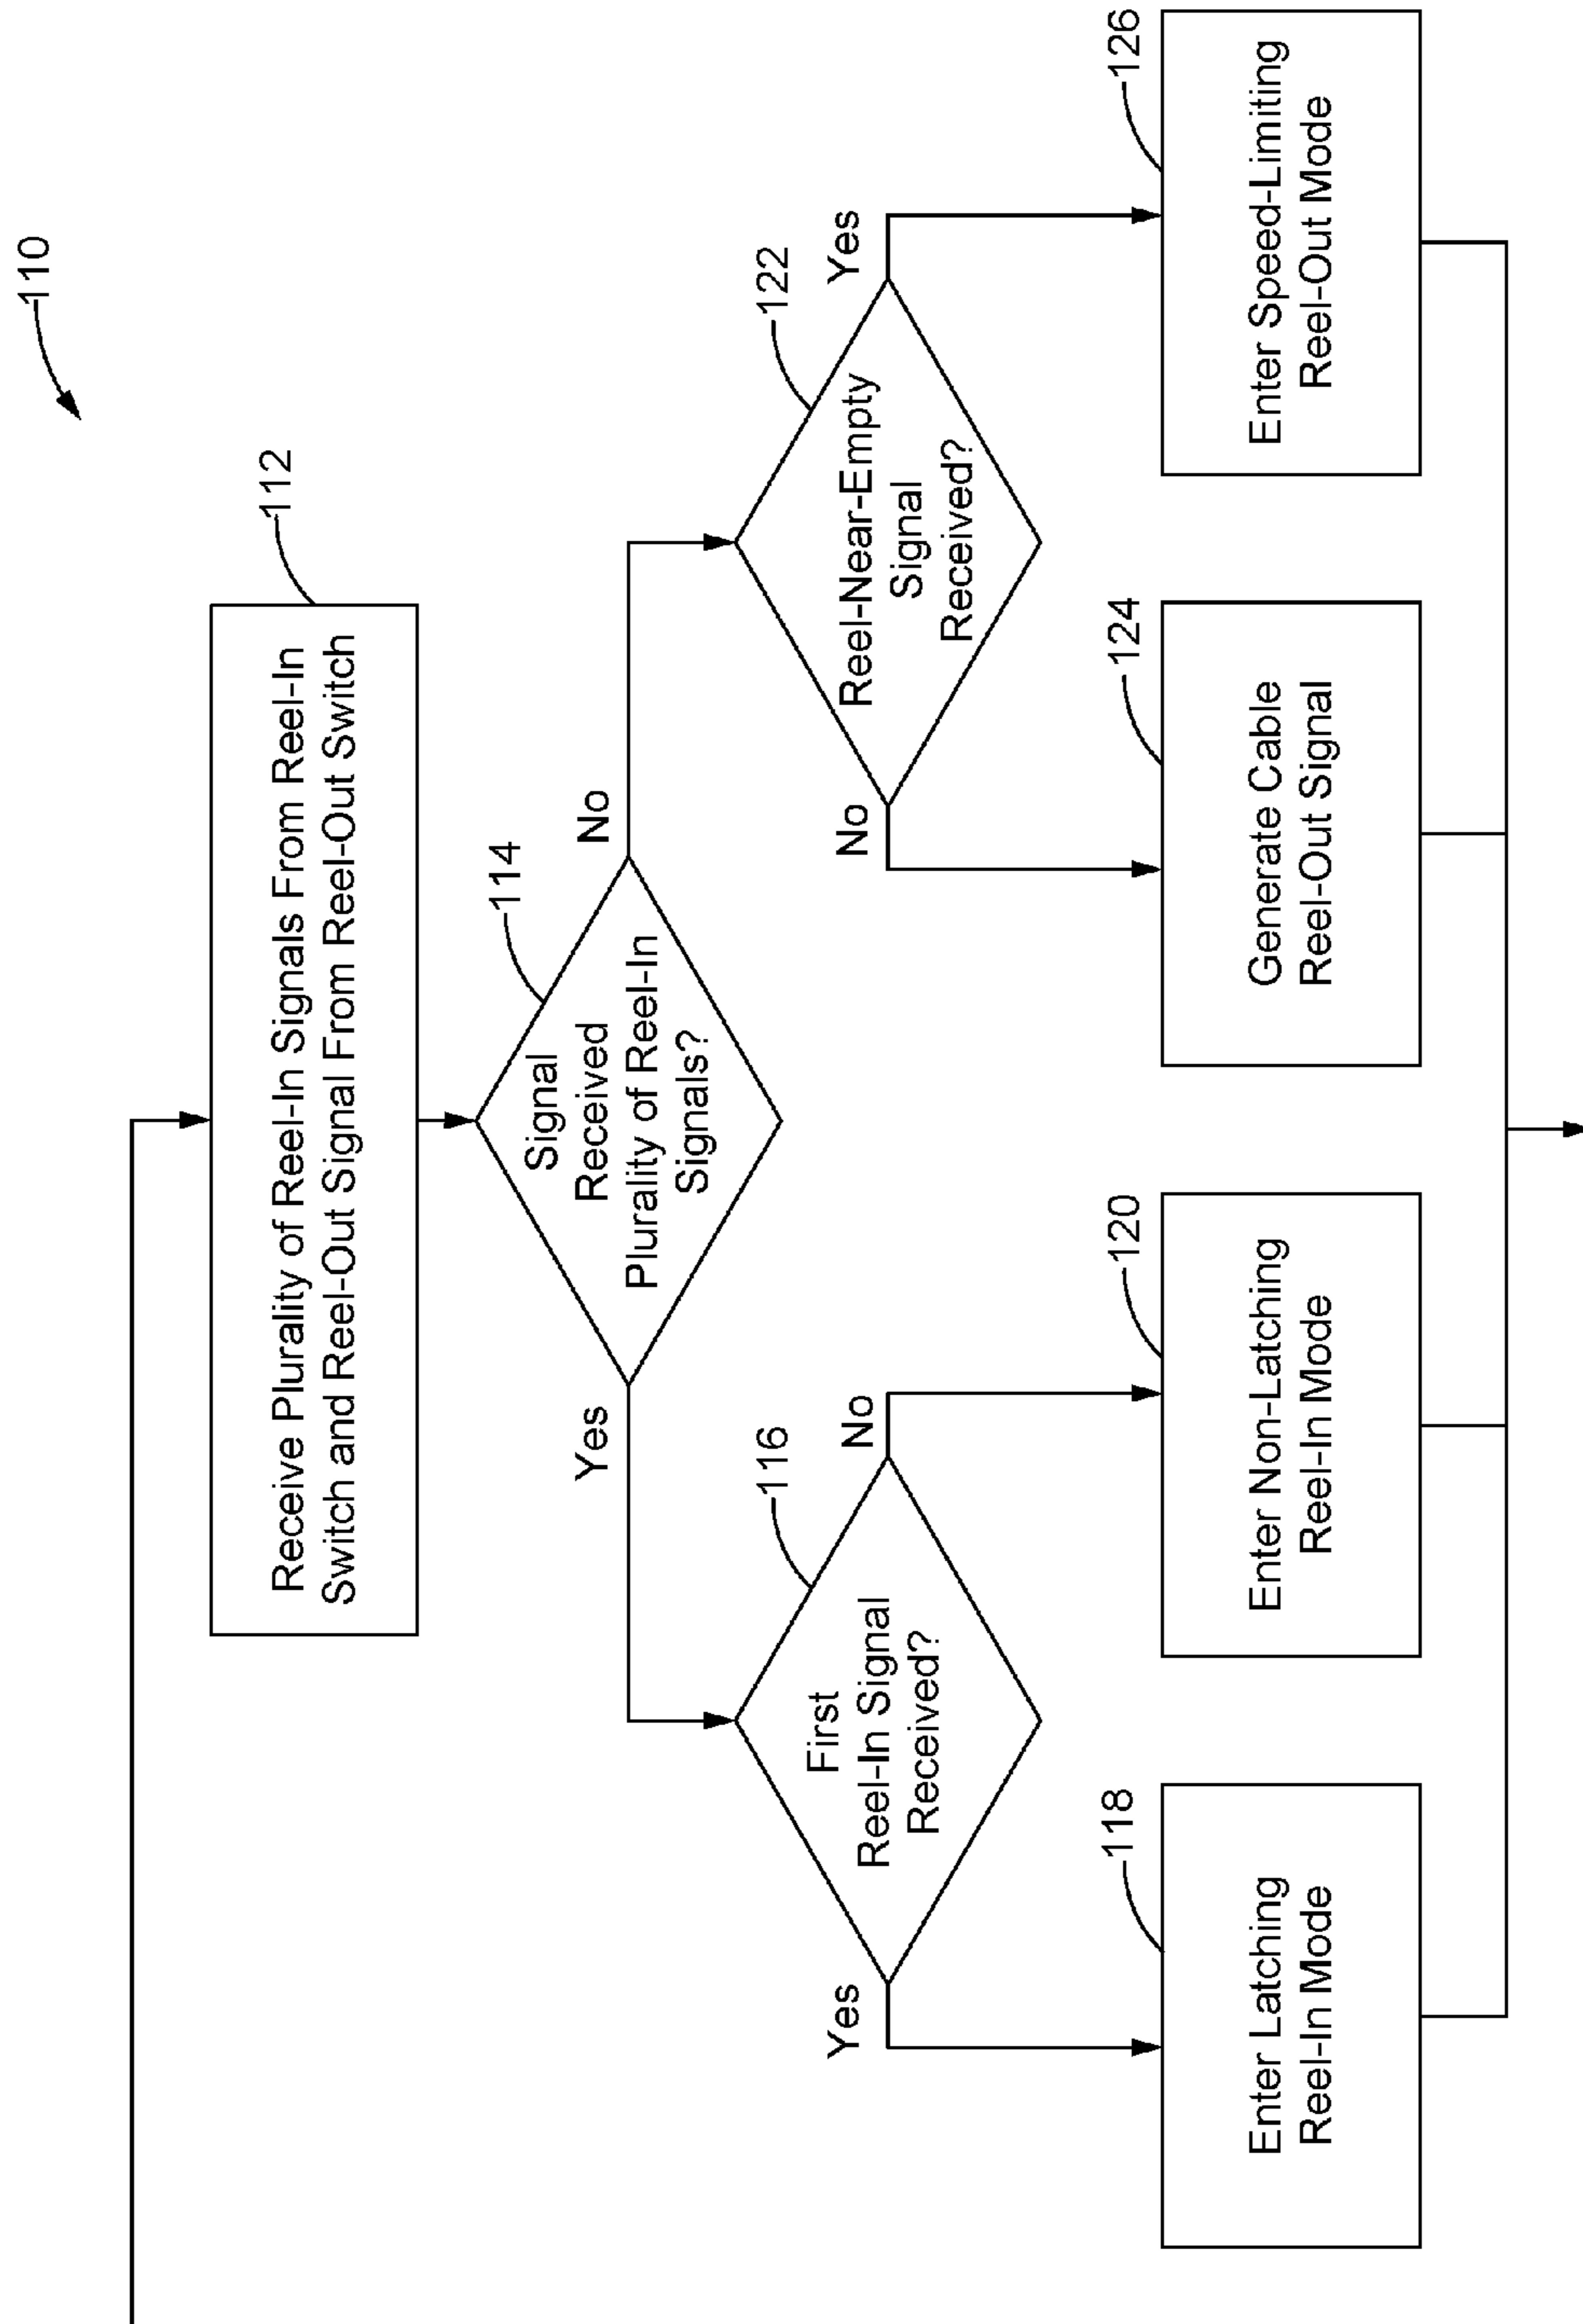 110
Receive Plurality of Reel-In Signals From Reel-In
Switch and Reel-Out Signal From Reel-Out Switch
112
Signal
Received
Plurality of Reel-In
Signals?
114
Yes
No
First
Reel-In Signal
Received?
116
Yes
No
Reel-Near-Empty
Signal
Received?
122
No
Yes
Enter Latching
Reel-In Mode
118
Enter Non-Latching
Reel-In Mode
120
Generate Cable
Reel-Out Signal
124
Enter Speed-Limiting
Reel-Out Mode
126